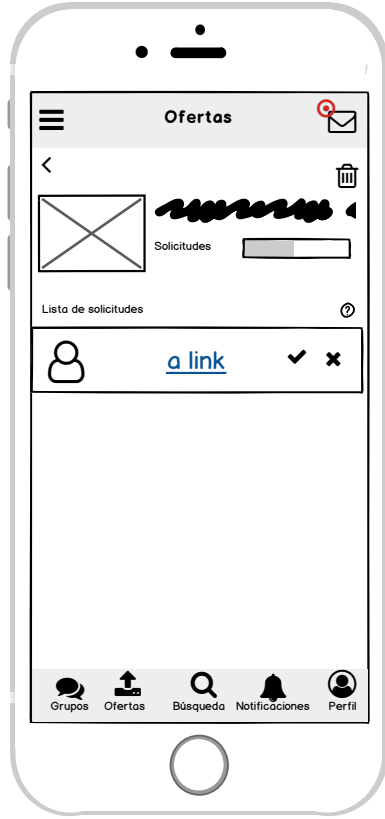 Ofertas
Solicitudes
Lista de solicitudes
a link
Grupos
Ofertas
Búsqueda
Notificaciones
Perfil